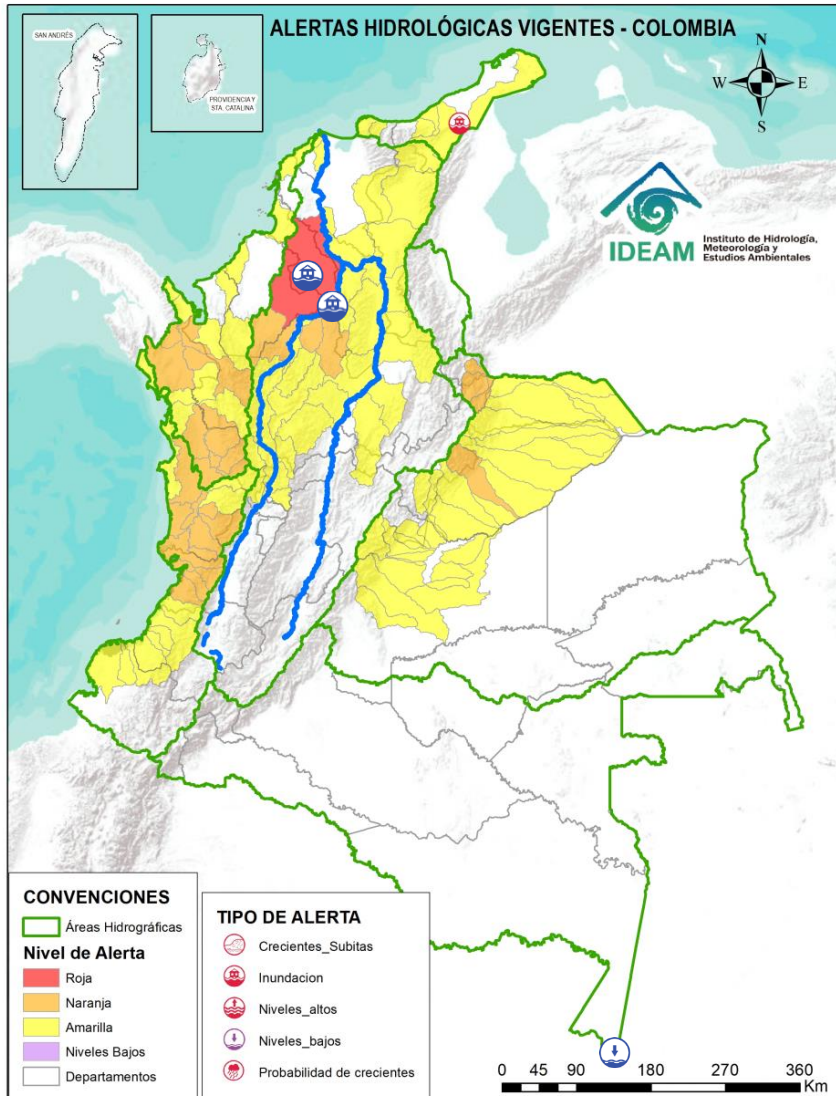 ALERTAS HIDROLÓGICAS VIGENTES - COLOMBIA
SAN ANDRÉS
PROVIDENCIA Y
STA. CATALINA
N
W
E
S
IDEAM
Instituto de Hidrología,
Meteorología y
Estudios Ambientales
CONVENCIONES
Áreas Hidrográficas
Nivel de Alerta
Roja
Naranja
Amarilla
Niveles Bajos
Departamentos
TIPO DE ALERTA
Crecientes_Subitas
Inundacion
Niveles_altos
Niveles_bajos
Probabilidad de crecientes
0 45 90 180 270 360
Km